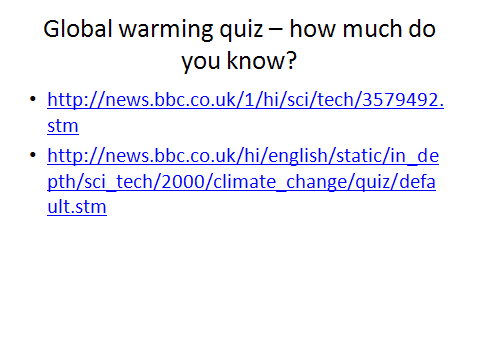 Global warming quiz – how much do
you know?
• http://news.bbc.co.uk/1/hi/sci/tech/3579492.
stm
• http://news.bbc.co.uk/hi/english/static/in_de
pth/sci_tech/2000/climate_change/quiz/defa
ult.stm